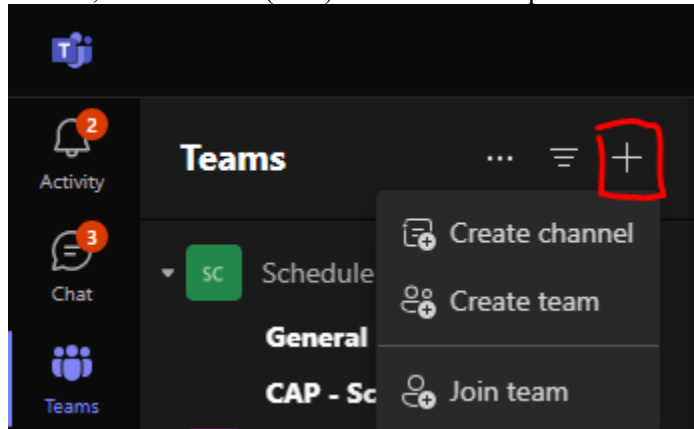 2
Activity
3
Chat
Teams
Teams
SC Schedule
General
CAP - Sc
Create channel
Create team
Join team